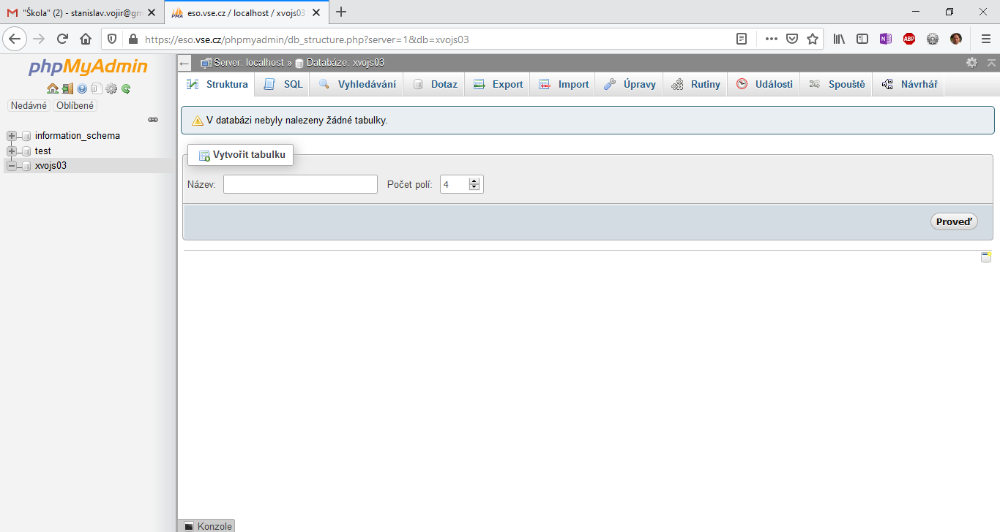 "Škola" (2) - stanislav.vojir@gm
eso.vse.cz / localhost / xvojs03
https://eso.vse.cz/phpmyadmin/db_structure.php?server=1&db=xvojs03
ABP
phpMyAdmin
Nedávné Oblíbené
information_schema
test
xvojs03
Server: localhost » Databáze: xvojs03
Struktura SQL Vyhledávání Dotaz Export Import Úpravy Rutiny Události Spouště Návrhář
V databázi nebyly nalezeny žádné tabulky.
Vytvořit tabulku
Název: Počet polí: 4
Proveď
Konzole